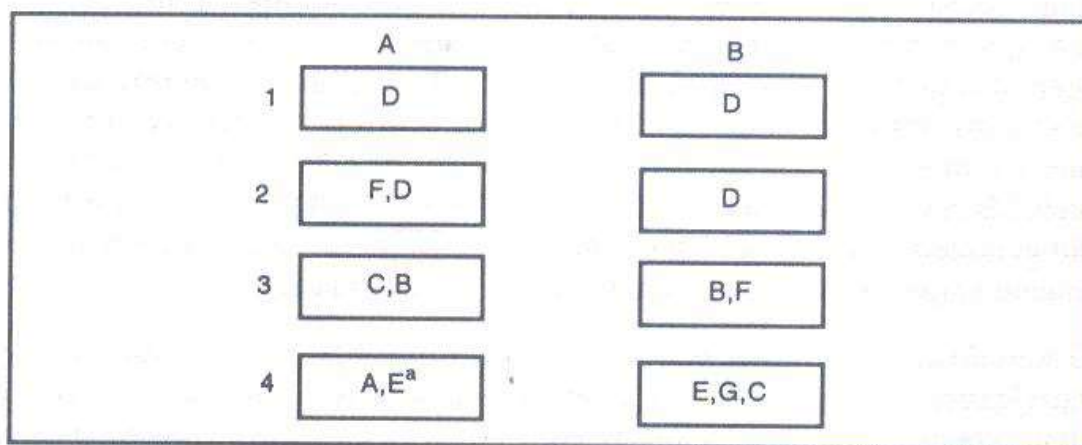 A B
1 D D
2 F,D D
3 C,B B,F
4 A,Eª E,G,C